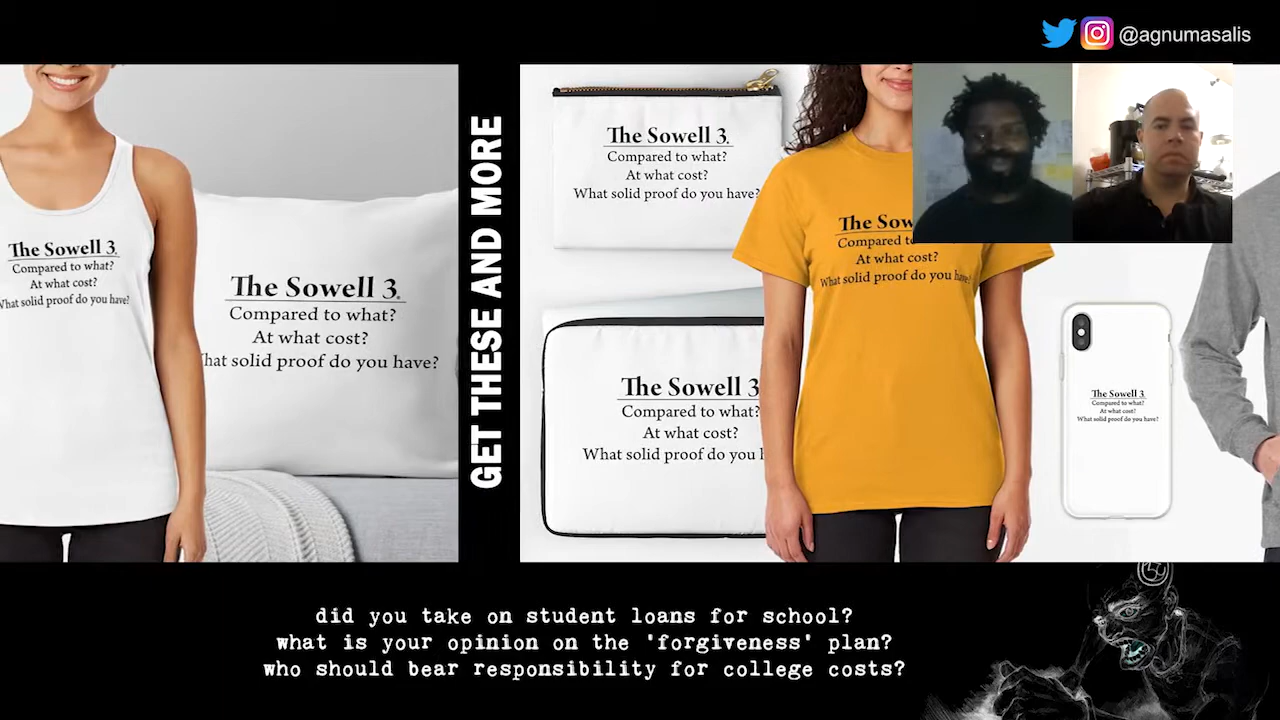 @agnumasalis
The Sowell 3.
Compared to what?
At what cost?
What solid proof do you have?
The Sowell 3.
Compared to what?
At what cost?
What solid proof do you have?
GET THESE AND MORE
The Sowell 3.
Compared to what?
At what cost?
What solid proof do you have?
The Sowell 3
Compared to what?
At what cost?
What solid proof do you
The Sow
Compared to
At what cost?
What solid proof do you have?
The Sowell 3.
Compared to what?
At what cost?
What solid proof do you have?
did you take on student loans for school?
what is your opinion on the 'forgiveness' plan?
who should bear responsibility for college costs?